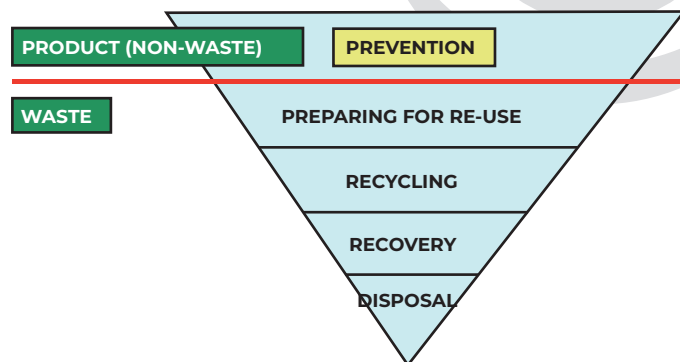 PRODUCT (NON-WASTE)
PREVENTION
WASTE
PREPARING FOR RE-USE
RECYCLING
RECOVERY
DISPOSAL